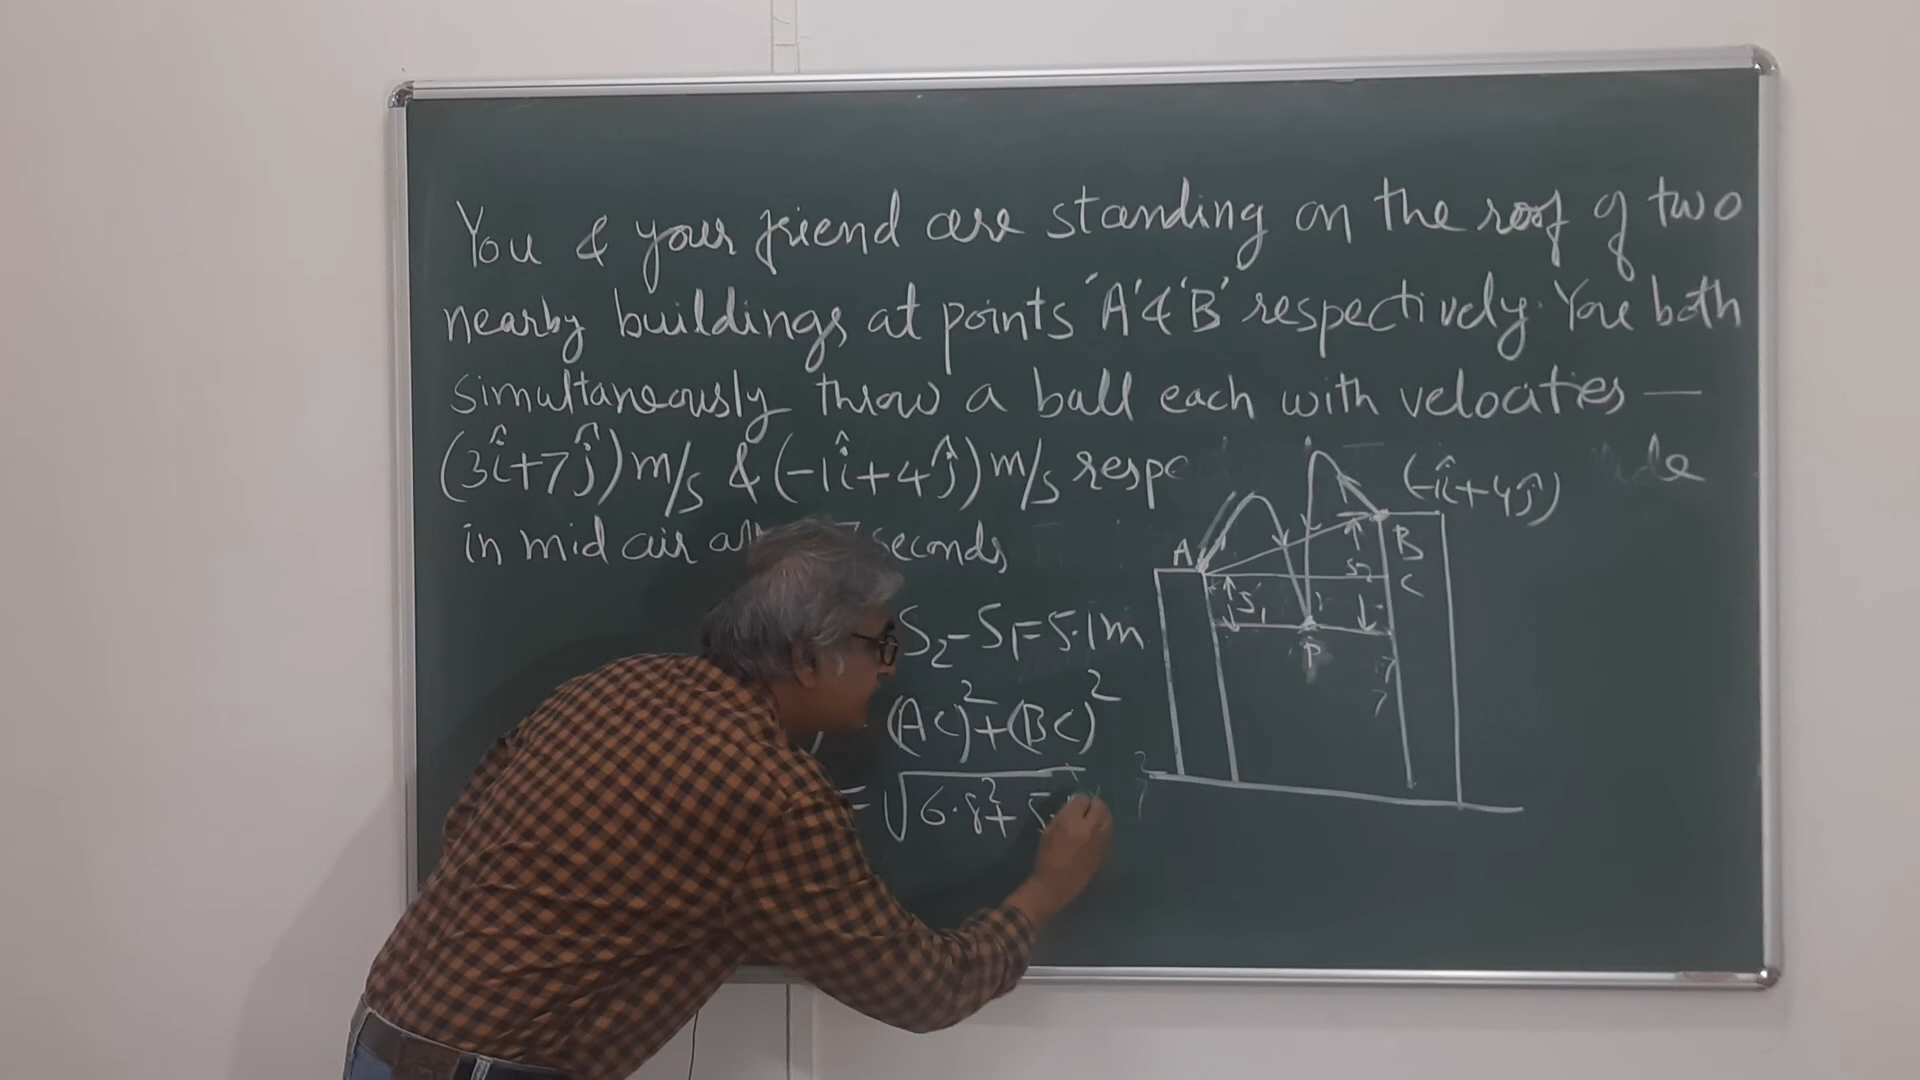 You & your friend are standing on the roof of two
nearby buildings at points 'A' & 'B' respectively. You both
simultaneously throw a ball each with velocities —
(3î+7ĵ) m/s & (-1î+4ĵ) m/s respe
in mid air seconds
(-î+4ĵ)
A
B
C
S₁
S₂
P
S₂-S₁=5.1m
(AC)²+(BC)²
=√6.8²+5.